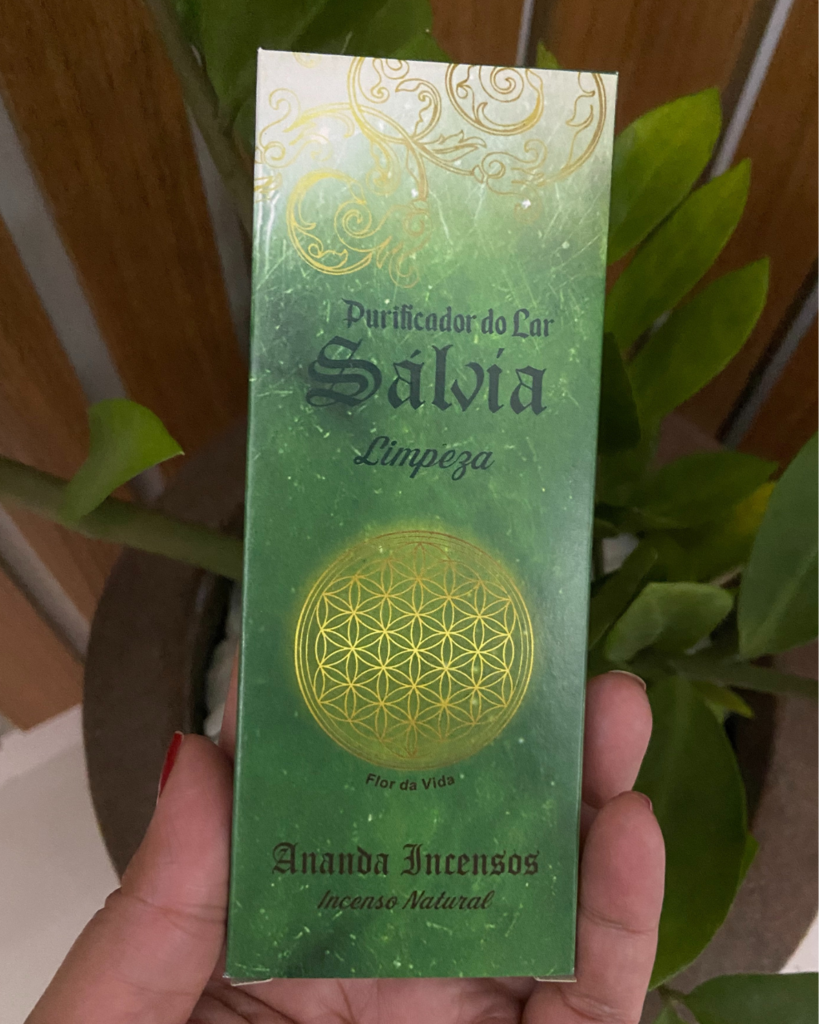 Purificador do Lar
Sálvia
Limpeza
Flor da Vida
Ananda Incensos
Incenso Natural